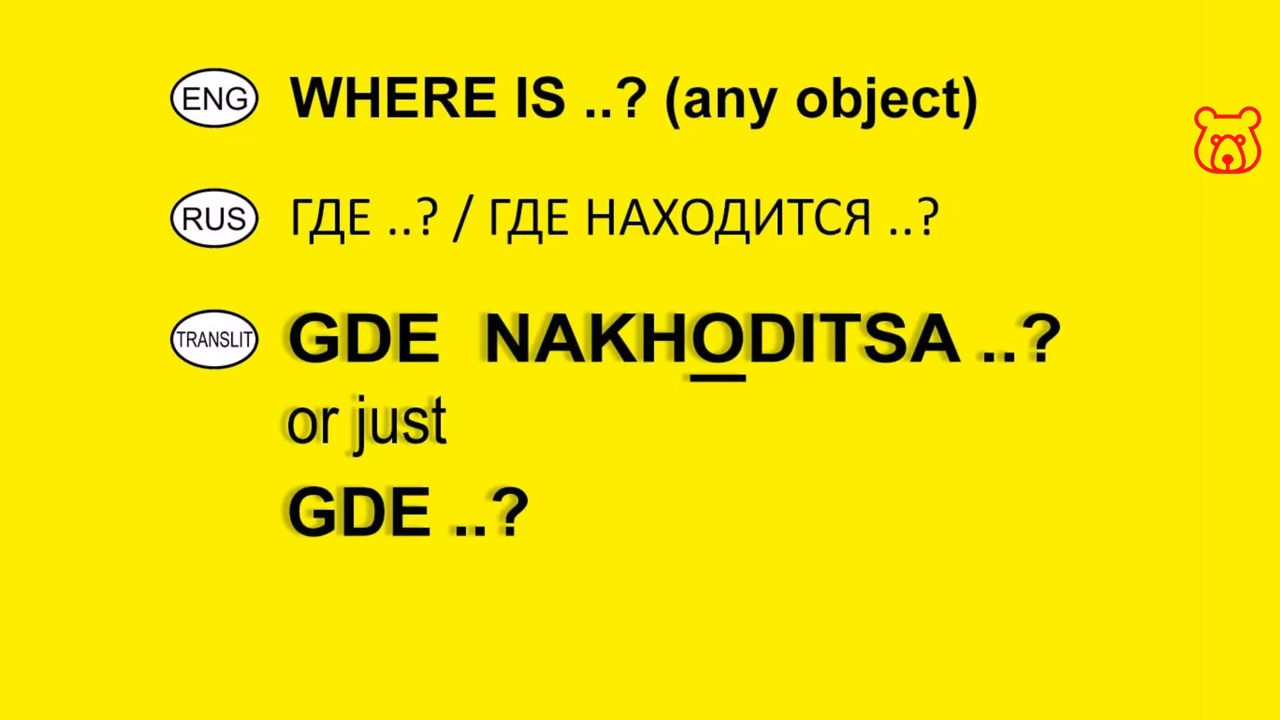 ENG WHERE IS ..? (any object)
RUS ГДЕ ..? / ГДЕ НАХОДИТСЯ ..?
TRANSLIT GDE NAKHODITSA ..?
or just
GDE ..?